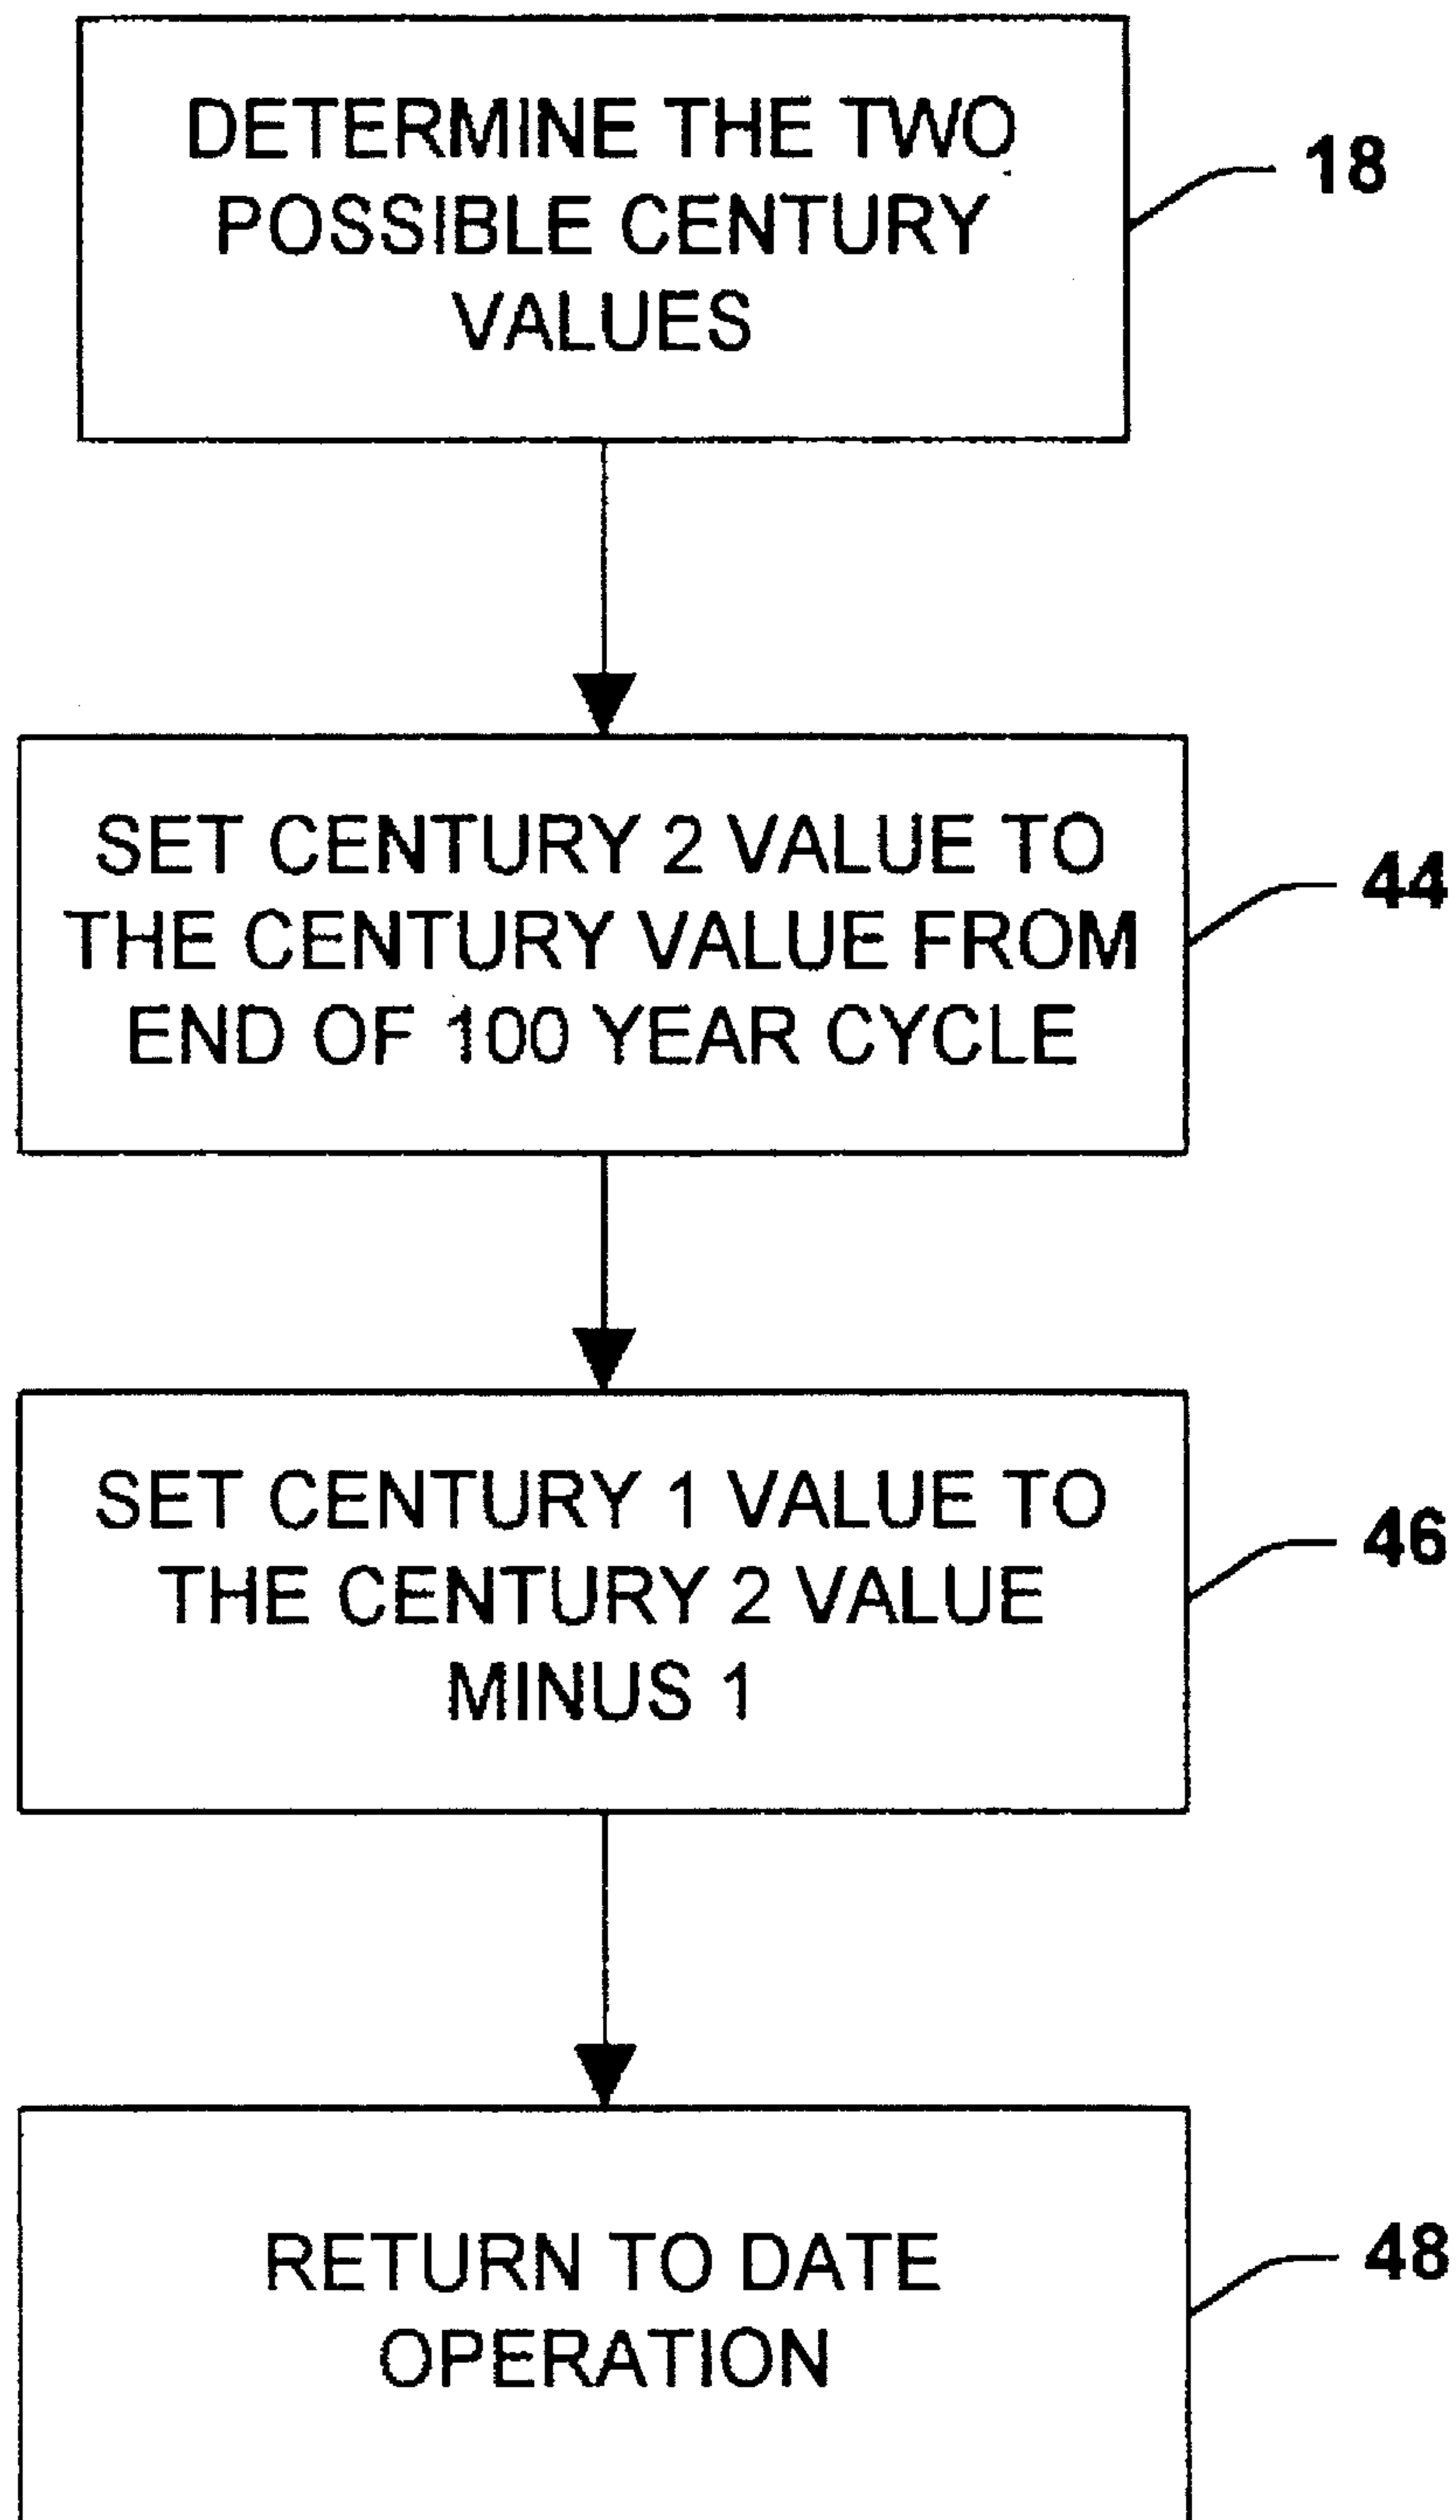 DETERMINE THE TWO
POSSIBLE CENTURY
VALUES
18
SET CENTURY 2 VALUE TO
THE CENTURY VALUE FROM
END OF 100 YEAR CYCLE
44
SET CENTURY 1 VALUE TO
THE CENTURY 2 VALUE
MINUS 1
46
RETURN TO DATE
OPERATION
48